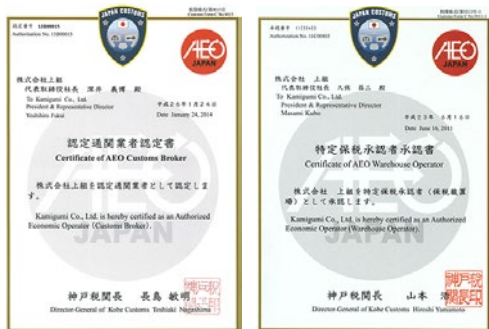 JAPAN CUSTOMS
AEO
JAPAN
株式会社上組
代表取締役社長 深井 義博 殿
To Kamigumi Co., Ltd.
President & Representative Director
Yoshihiro Fukai
平成26年1月24日
Date January 24, 2014
認定通関業者認定書
Certificate of AEO Customs Broker
株式会社上組を認定通関業者として認定しま
す。
Kamigumi Co., Ltd. is hereby certified as an Authorized
Economic Operator (Customs Broker).
神戸税関長 長島 敏明
Director-General of Kobe Customs Toshiaki Nagashima
JAPAN CUSTOMS
AEO
JAPAN
株式会社 上組
代表取締役社長 久保 昌三 殿
To Kamigumi Co., Ltd.
President & Representative Director
Masami Kubo
平成23年6月16日
Date June 16, 2011
特定保税承認者承認書
Certificate of AEO Warehouse Operator
株式会社 上組を特定保税承認者（保税蔵置
場）として承認します。
Kamigumi Co., Ltd. is hereby certified as an Authorized
Economic Operator (Warehouse Operator).
神戸税関長 山本
Director-General of Kobe Customs Hiroshi Yamamoto